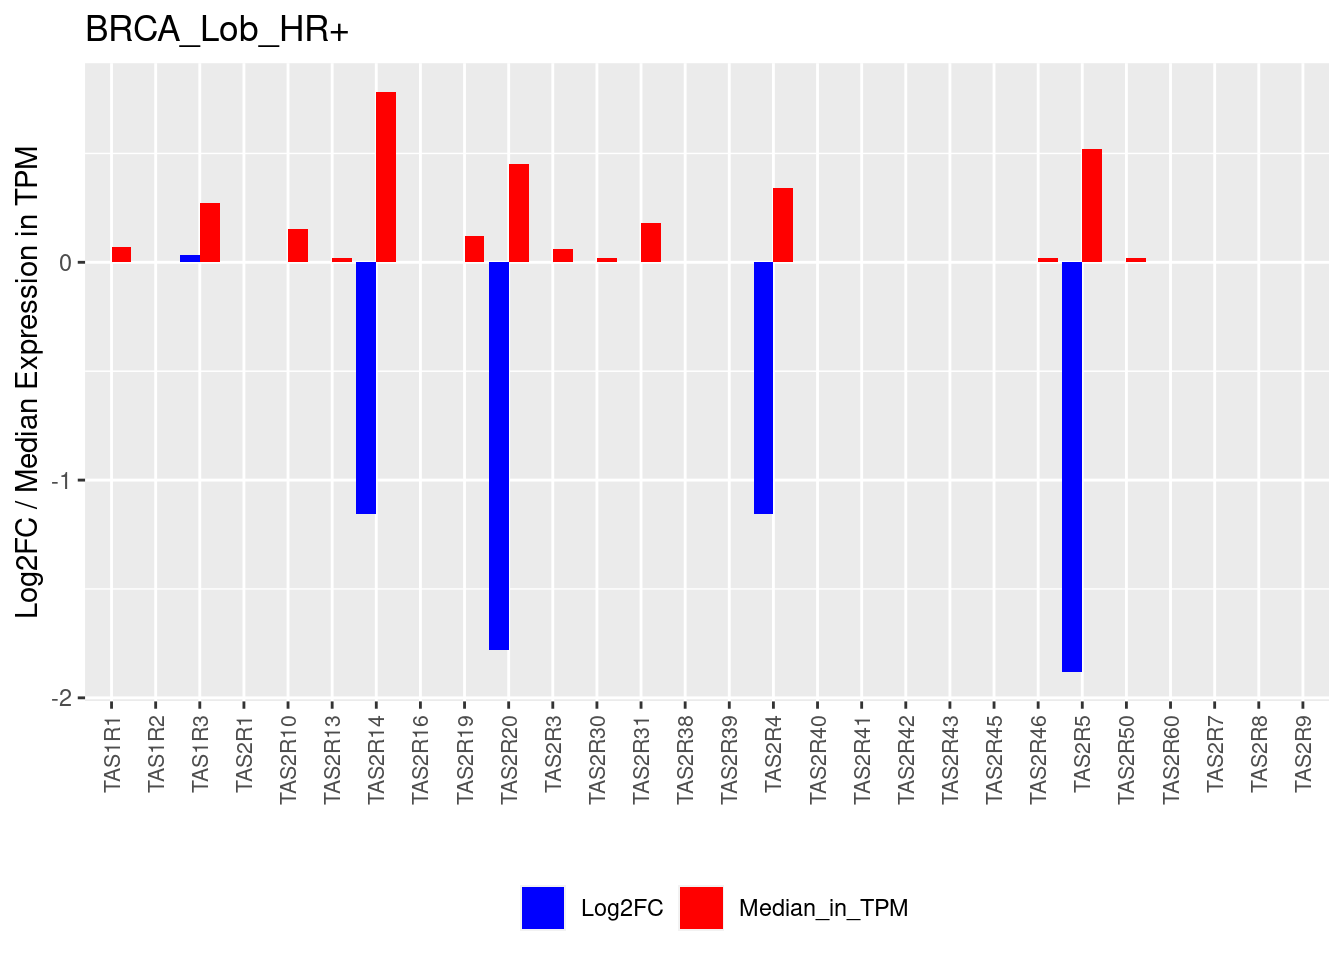 BRCA_Lob_HR+
Log2FC / Median Expression in TPM
0
-1
-2
TAS1R1
TAS1R2
TAS1R3
TAS2R1
TAS2R10
TAS2R13
TAS2R14
TAS2R16
TAS2R19
TAS2R20
TAS2R3
TAS2R30
TAS2R31
TAS2R38
TAS2R39
TAS2R4
TAS2R40
TAS2R41
TAS2R42
TAS2R43
TAS2R45
TAS2R46
TAS2R5
TAS2R50
TAS2R60
TAS2R7
TAS2R8
TAS2R9
Log2FC
Median_in_TPM